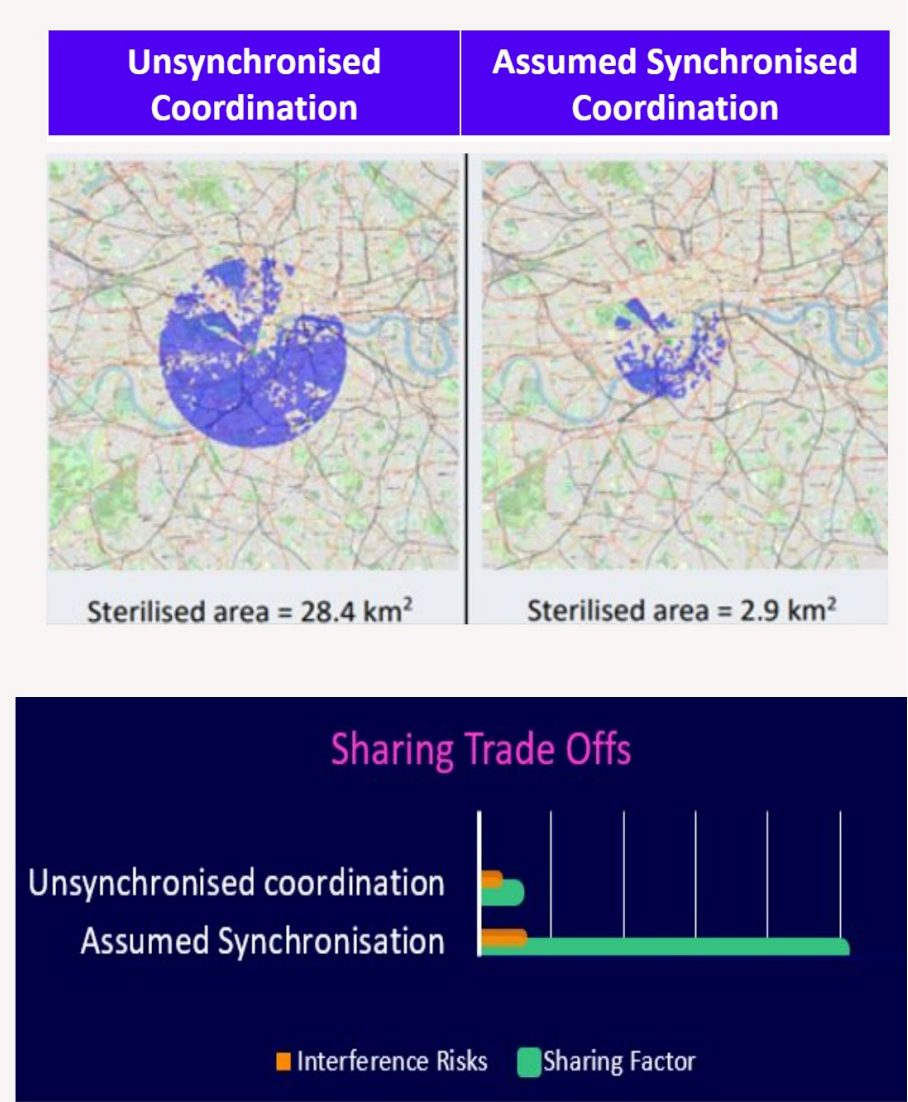 Unsynchronised
Coordination
Assumed Synchronised
Coordination
Sterilised area = 28.4 km²
Sterilised area = 2.9 km²
Sharing Trade Offs
Unsynchronised coordination
Assumed Synchronisation
Interference Risks
Sharing Factor